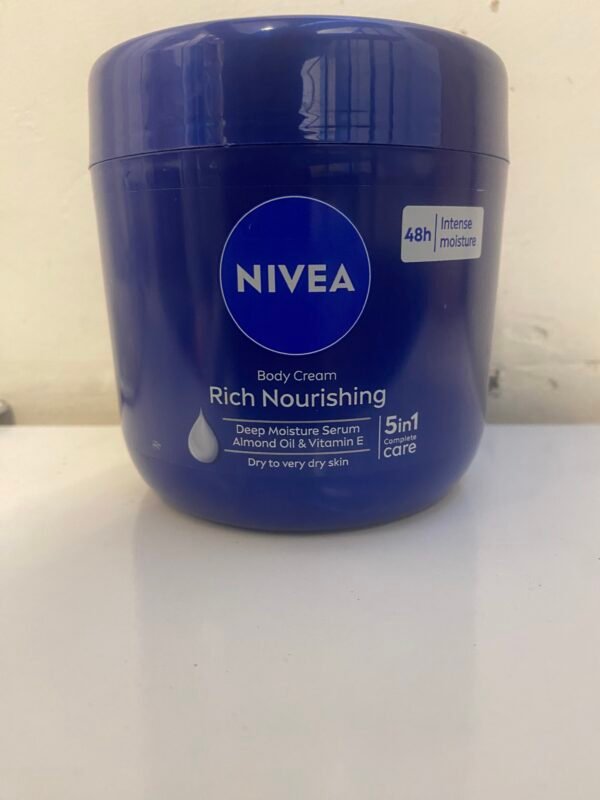 NIVEA
48h
Intense
moisture
Body Cream
Rich Nourishing
Deep Moisture Serum
Almond Oil & Vitamin E
Dry to very dry skin
5in1
Complete
care